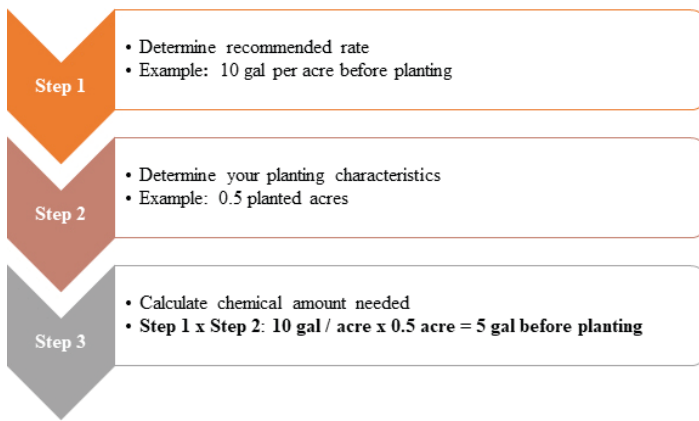 Step 1
• Determine recommended rate
• Example: 10 gal per acre before planting
Step 2
• Determine your planting characteristics
• Example: 0.5 planted acres
Step 3
• Calculate chemical amount needed
• Step 1 x Step 2: 10 gal / acre x 0.5 acre = 5 gal before planting